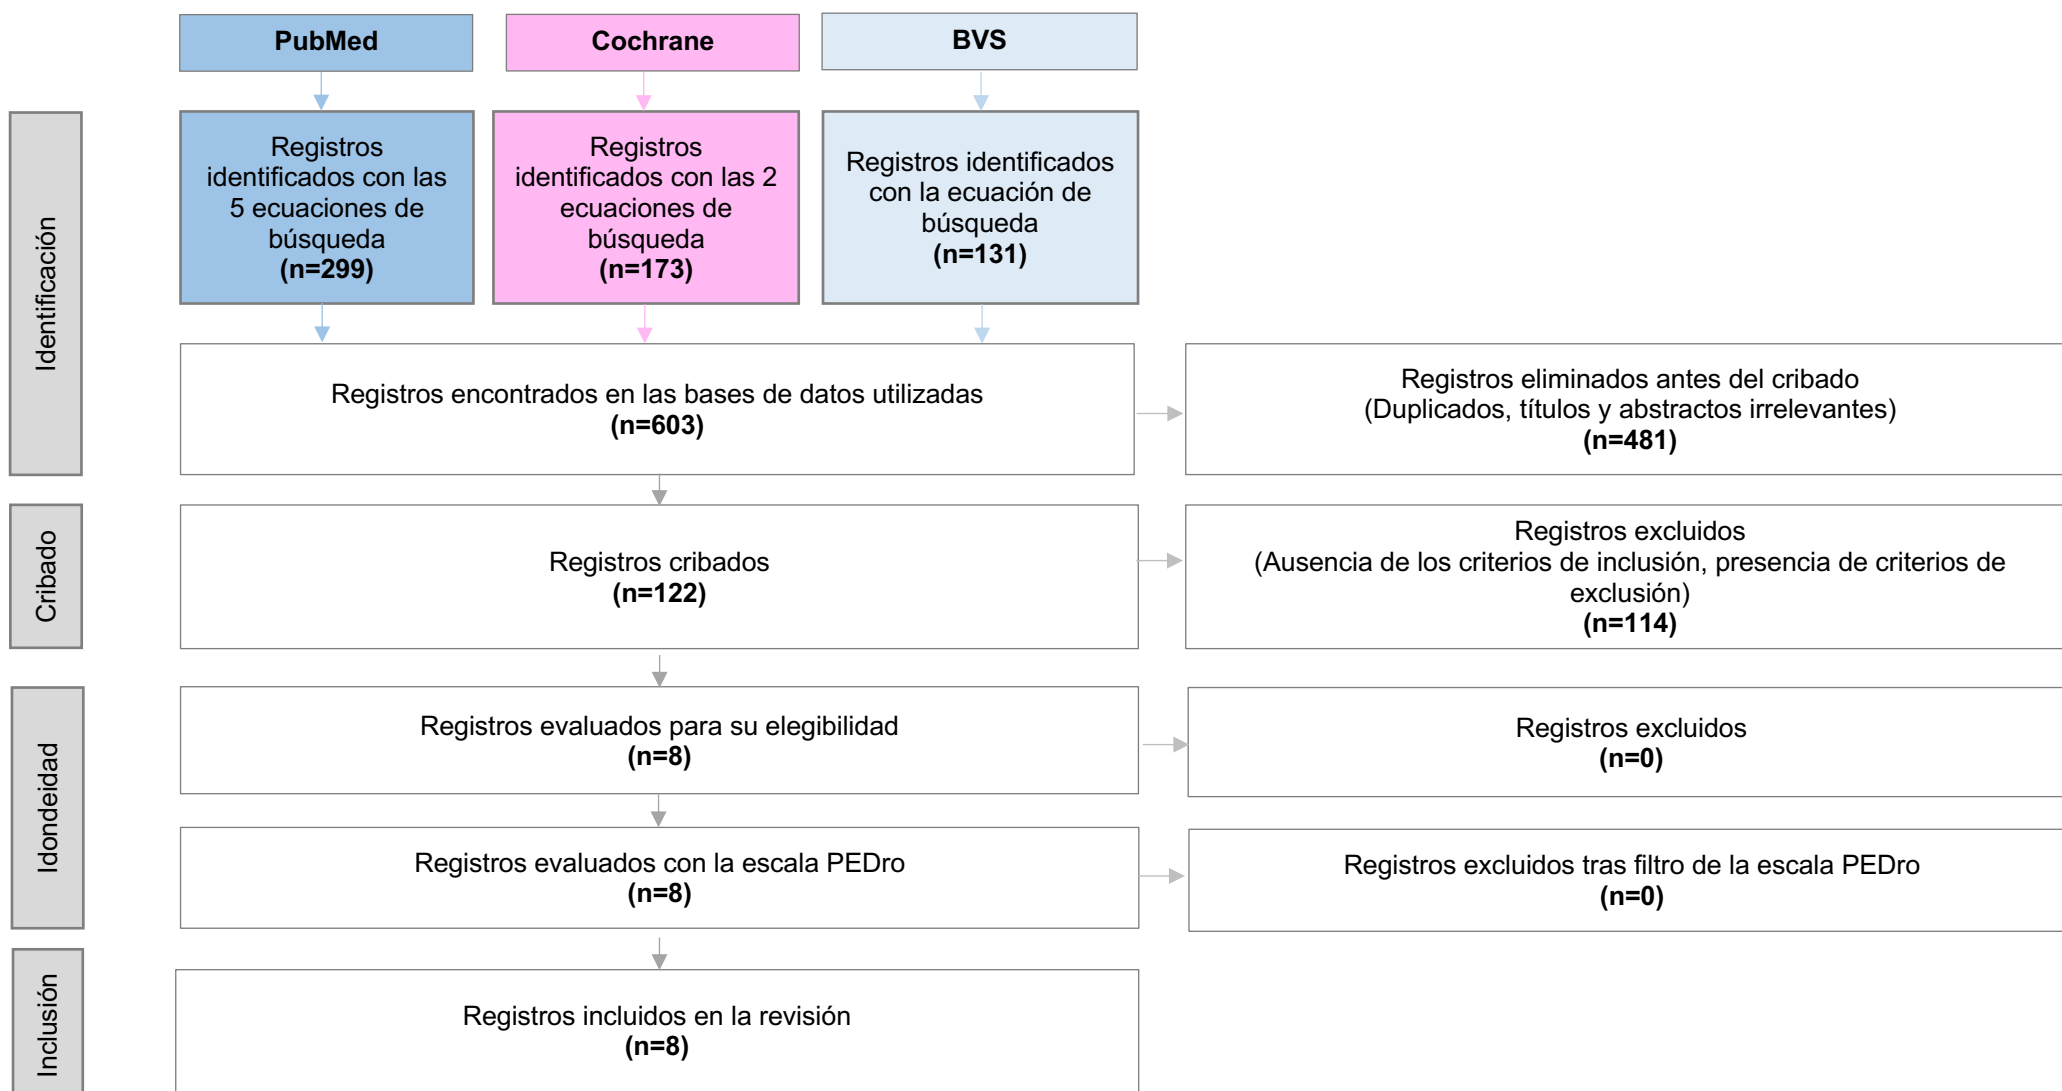 PubMed
Cochrane
BVS
Identificación
Registros
identificados con las
5 ecuaciones de
búsqueda
(n=299)
Registros
identificados con las 2
ecuaciones de
búsqueda
(n=173)
Registros identificados
con la ecuación de
búsqueda
(n=131)
Registros encontrados en las bases de datos utilizadas
(n=603)
Registros eliminados antes del cribado
(Duplicados, títulos y abstractos irrelevantes)
(n=481)
Cribado
Registros cribados
(n=122)
Registros excluidos
(Ausencia de los criterios de inclusión, presencia de criterios de
exclusión)
(n=114)
Idondeidad
Registros evaluados para su elegibilidad
(n=8)
Registros excluidos
(n=0)
Registros evaluados con la escala PEDro
(n=8)
Registros excluidos tras filtro de la escala PEDro
(n=0)
Inclusión
Registros incluidos en la revisión
(n=8)